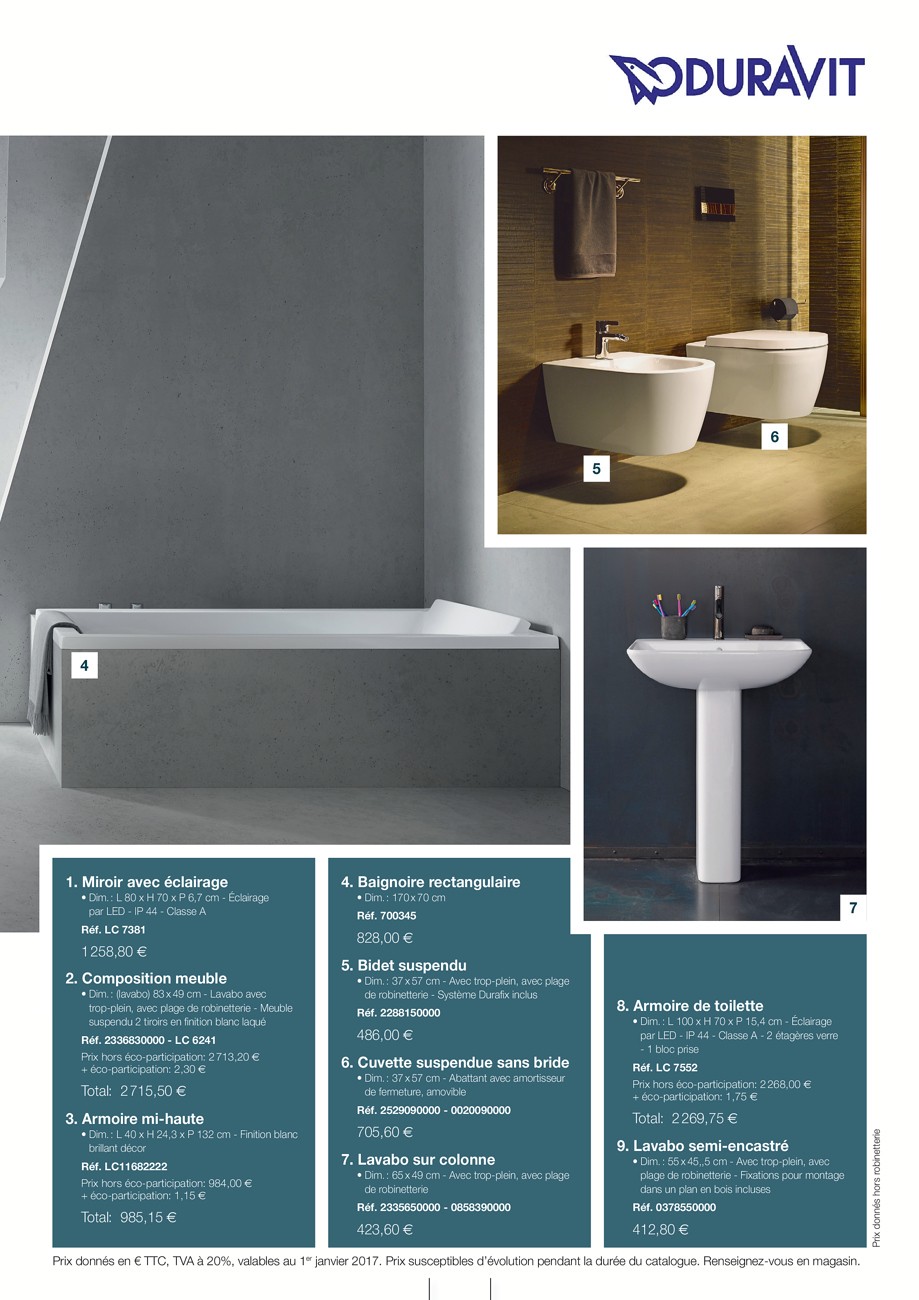 DURAVIT
5
6
4
7
1. Miroir avec éclairage
• Dim. : L 80 x H 70 x P 6,7 cm - Éclairage
par LED - IP 44 - Classe A
Réf. LC 7381
1 258,80 €
2. Composition meuble
• Dim. : (lavabo) 83 x 49 cm - Lavabo avec
trop-plein, avec plage de robinetterie - Meuble
suspendu 2 tiroirs en finition blanc laqué
Réf. 2336830000 - LC 6241
Prix hors éco-participation: 2 713,20 €
+ éco-participation: 2,30 €
Total: 2 715,50 €
3. Armoire mi-haute
• Dim. : L 40 x H 24,3 x P 132 cm - Finition blanc
brillant décor
Réf. LC11682222
Prix hors éco-participation: 984,00 €
+ éco-participation: 1,15 €
Total: 985,15 €
4. Baignoire rectangulaire
• Dim. : 170 x 70 cm
Réf. 700345
828,00 €
5. Bidet suspendu
• Dim. : 37 x 57 cm - Avec trop-plein, avec plage
de robinetterie - Système Durafix inclus
Réf. 2288150000
486,00 €
6. Cuvette suspendue sans bride
• Dim. : 37 x 57 cm - Abattant avec amortisseur
de fermeture, amovible
Réf. 2529090000 - 0020090000
705,60 €
7. Lavabo sur colonne
• Dim. : 65 x 49 cm - Avec trop-plein, avec plage
de robinetterie
Réf. 2335650000 - 0858390000
423,60 €
8. Armoire de toilette
• Dim. : L 100 x H 70 x P 15,4 cm - Éclairage
par LED - IP 44 - Classe A - 2 étagères verre
- 1 bloc prise
Réf. LC 7552
Prix hors éco-participation: 2 268,00 €
+ éco-participation: 1,75 €
Total: 2 269,75 €
9. Lavabo semi-encastré
• Dim. : 55 x 45,,5 cm - Avec trop-plein, avec
plage de robinetterie - Fixations pour montage
dans un plan en bois incluses
Réf. 0378550000
412,80 €
Prix donnés hors robinetterie
Prix donnés en € TTC, TVA à 20%, valables au 1er janvier 2017. Prix susceptibles d'évolution pendant la durée du catalogue. Renseignez-vous en magasin.